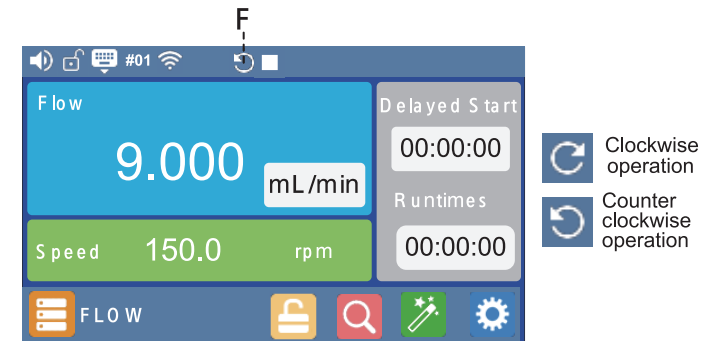 F
#01
Flow
9.000
mL/min
Speed 150.0 rpm
Delayed Start
00:00:00
Runtimes
00:00:00
FLOW
Clockwise
operation
Counter
clockwise
operation